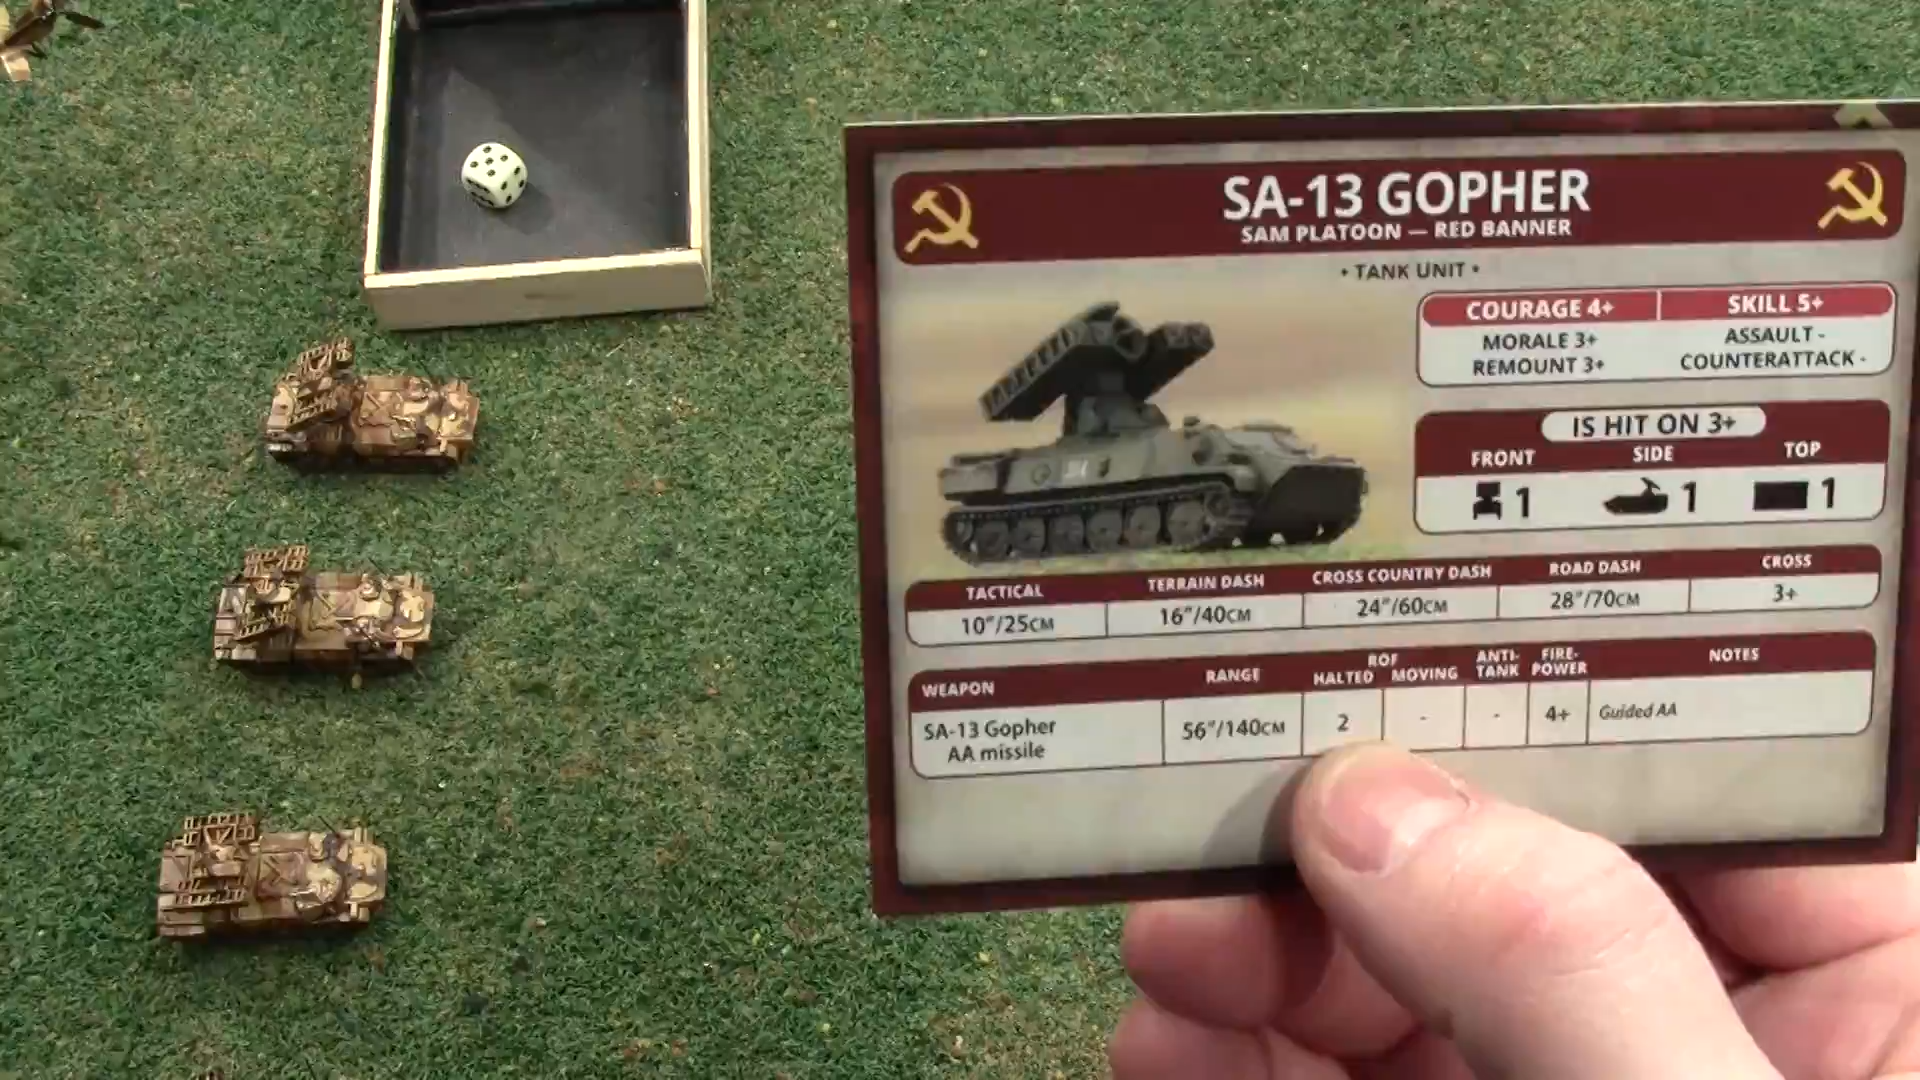 SA-13 GOPHER
SAM PLATOON — RED BANNER
• TANK UNIT •
COURAGE 4+
MORALE 3+
REMOUNT 3+
SKILL 5+
ASSAULT -
COUNTERATTACK -
IS HIT ON 3+
FRONT SIDE TOP
1 1 1
TACTICAL TERRAIN DASH CROSS COUNTRY DASH ROAD DASH CROSS
10"/25CM 16"/40CM 24"/60CM 28"/70CM 3+
WEAPON RANGE ROF HALTED MOVING ANTI-TANK FIRE-POWER NOTES
SA-13 Gopher 56"/140CM 2 - - 4+ Guided AA
AA missile